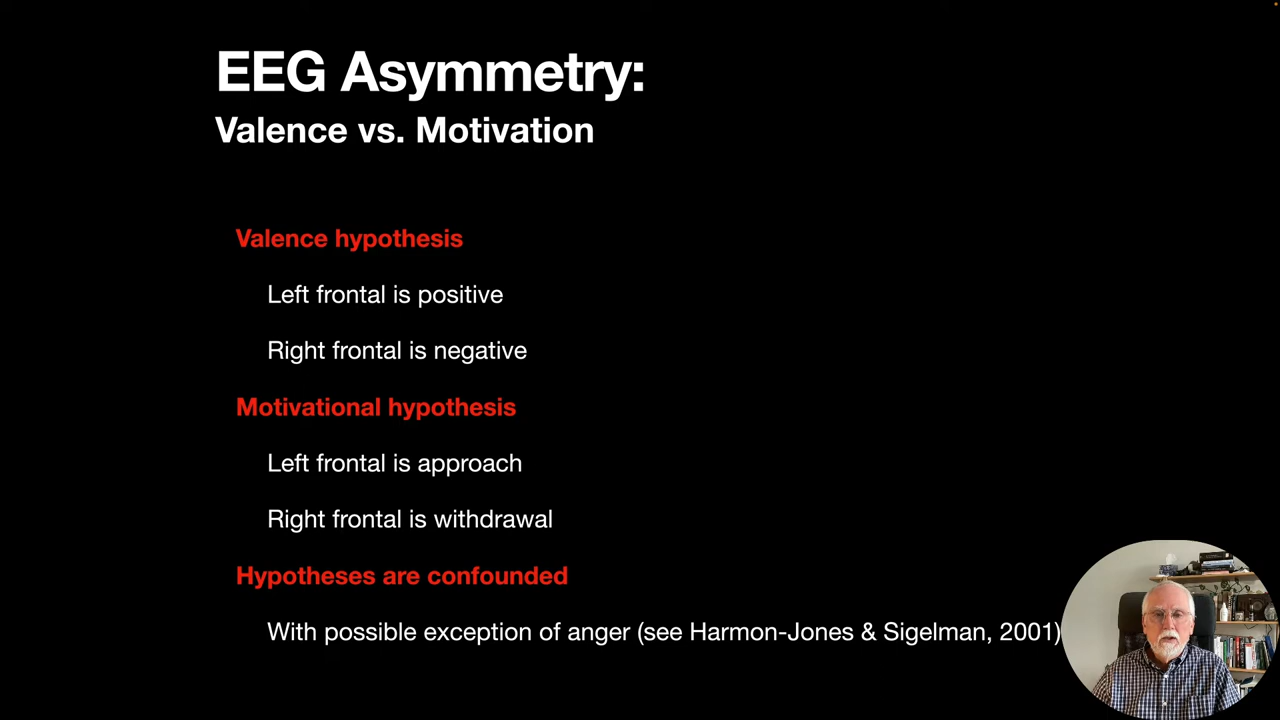 EEG Asymmetry:
Valence vs. Motivation
Valence hypothesis
Left frontal is positive
Right frontal is negative
Motivational hypothesis
Left frontal is approach
Right frontal is withdrawal
Hypotheses are confounded
With possible exception of anger (see Harmon-Jones & Sigelman, 2001)